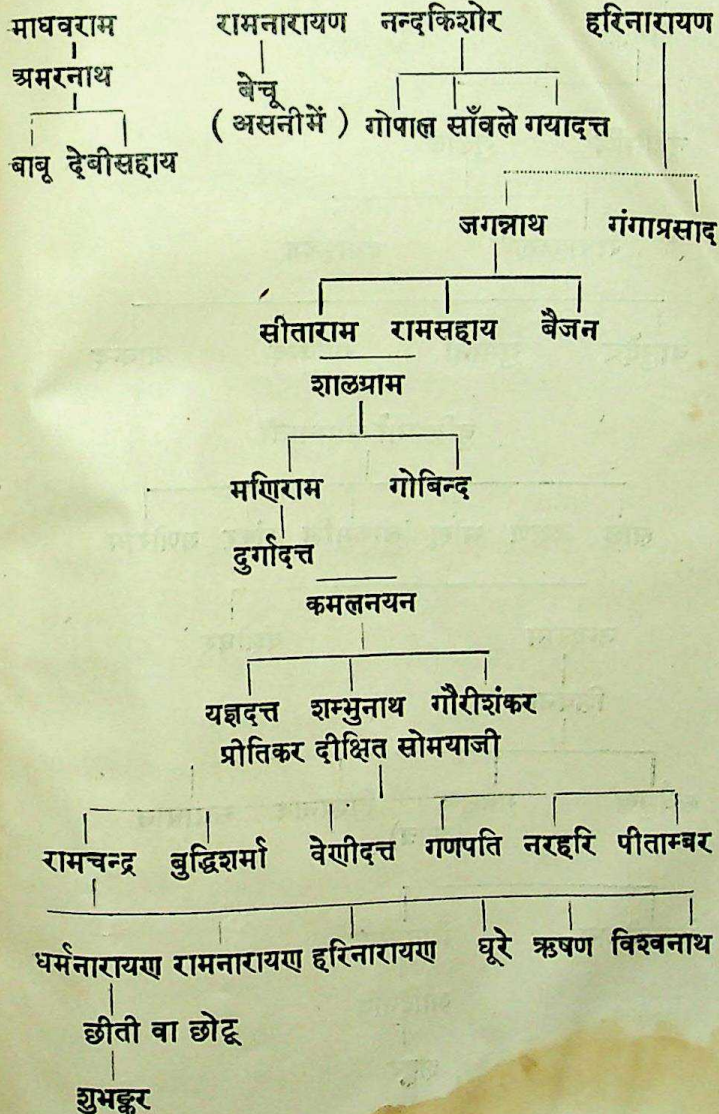 माधवराम रामनारायण नन्दकिशोर हरिनारायण
अमरनाथ बेचू
( असनीमें ) गोपाल साँवले गयादत्त
बाबू देबीसहाय
जगन्नाथ गंगाप्रसाद
सीताराम रामसहाय बैजन
शालग्राम
मणिराम गोबिन्द
दुर्गादत्त
कमलनयन
यज्ञदत्त शम्भुनाथ गौरीशंकर
प्रीतिकर दीक्षित सोमयाजी
रामचन्द्र बुद्धिशर्मा वेणीदत्त गणपति नरहरि पीताम्बर
धर्मनारायण रामनारायण हरिनारायण घूरे ऋषण विश्वनाथ
छीती वा छोटू
शुभङ्कर